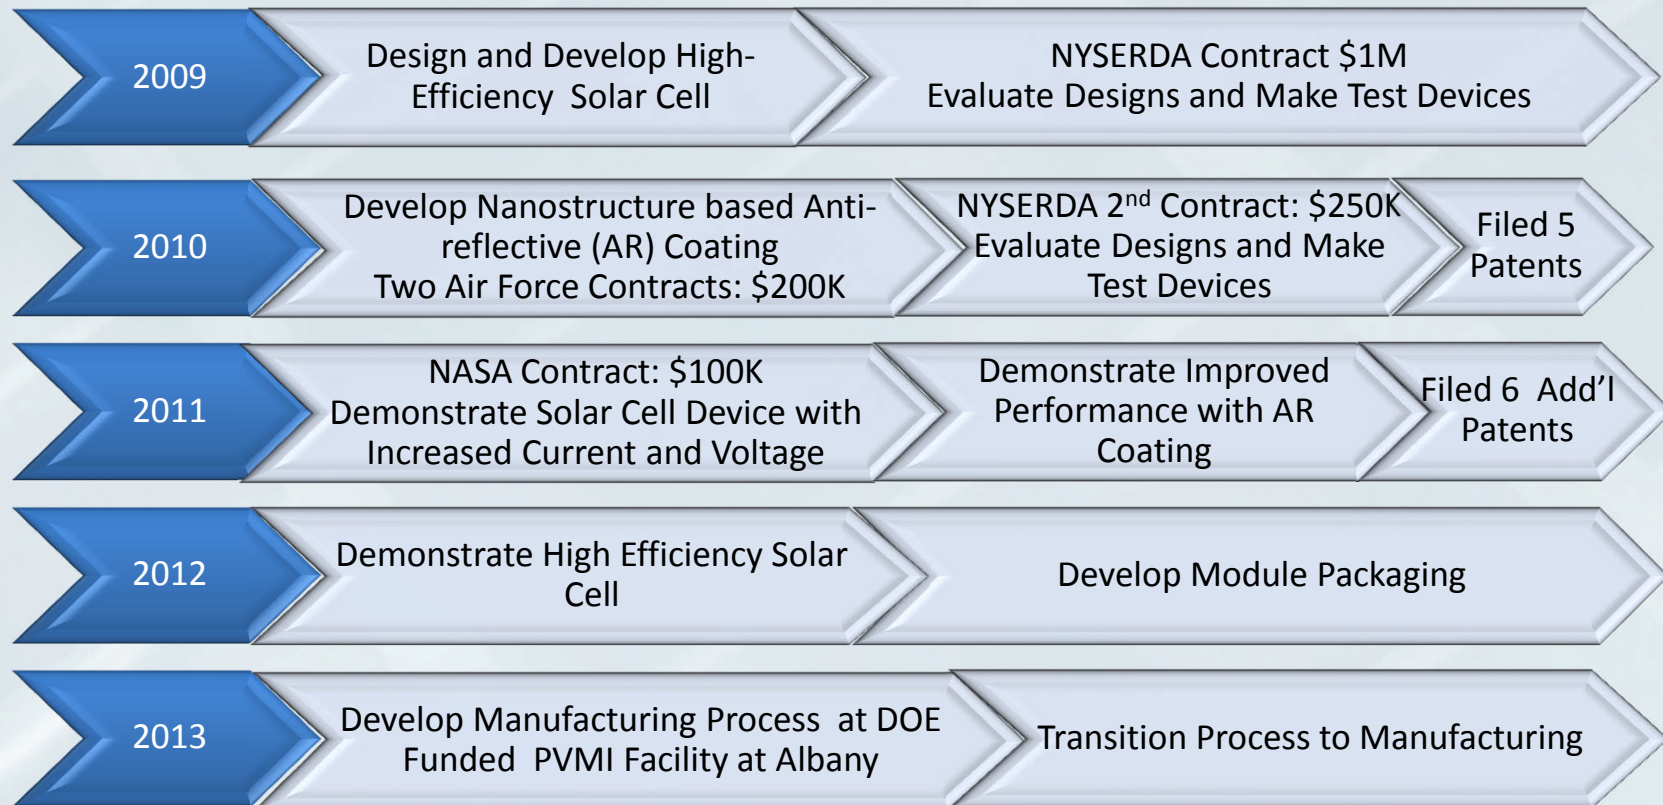 2009
Design and Develop High-
Efficiency Solar Cell
NYSERDA Contract $1M
Evaluate Designs and Make Test Devices
2010
Develop Nanostructure based Anti-
reflective (AR) Coating
Two Air Force Contracts: $200K
NYSERDA 2nd Contract: $250K
Evaluate Designs and Make
Test Devices
Filed 5
Patents
2011
NASA Contract: $100K
Demonstrate Solar Cell Device with
Increased Current and Voltage
Demonstrate Improved
Performance with AR
Coating
Filed 6 Add’l
Patents
2012
Demonstrate High Efficiency Solar
Cell
Develop Module Packaging
2013
Develop Manufacturing Process at DOE
Funded PVMI Facility at Albany
Transition Process to Manufacturing